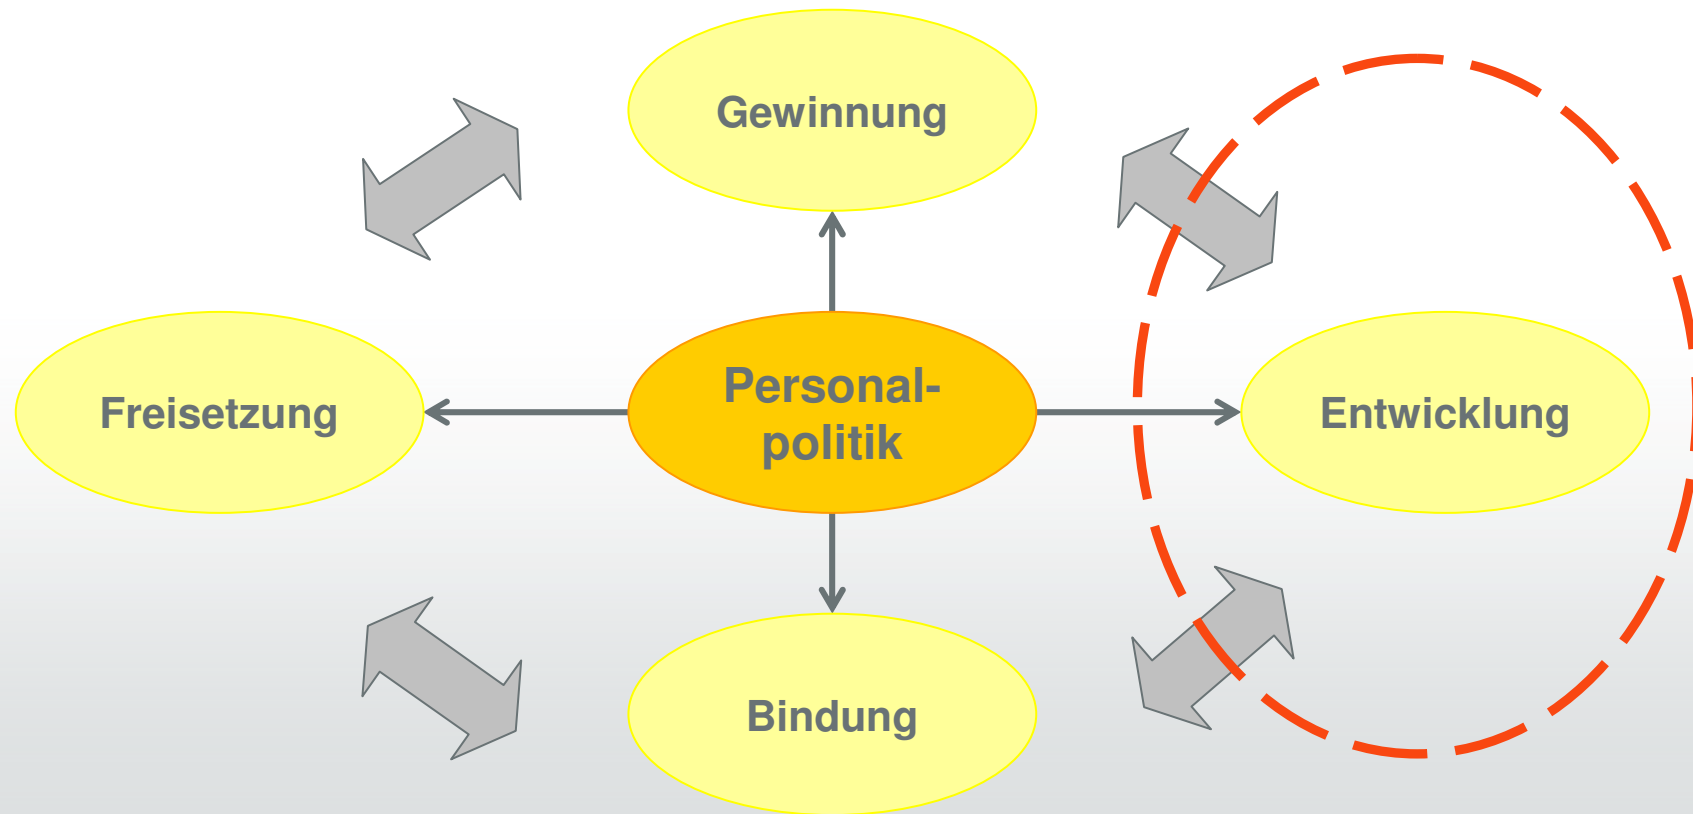 Gewinnung
Freisetzung
Personal-
politik
Entwicklung
Bindung